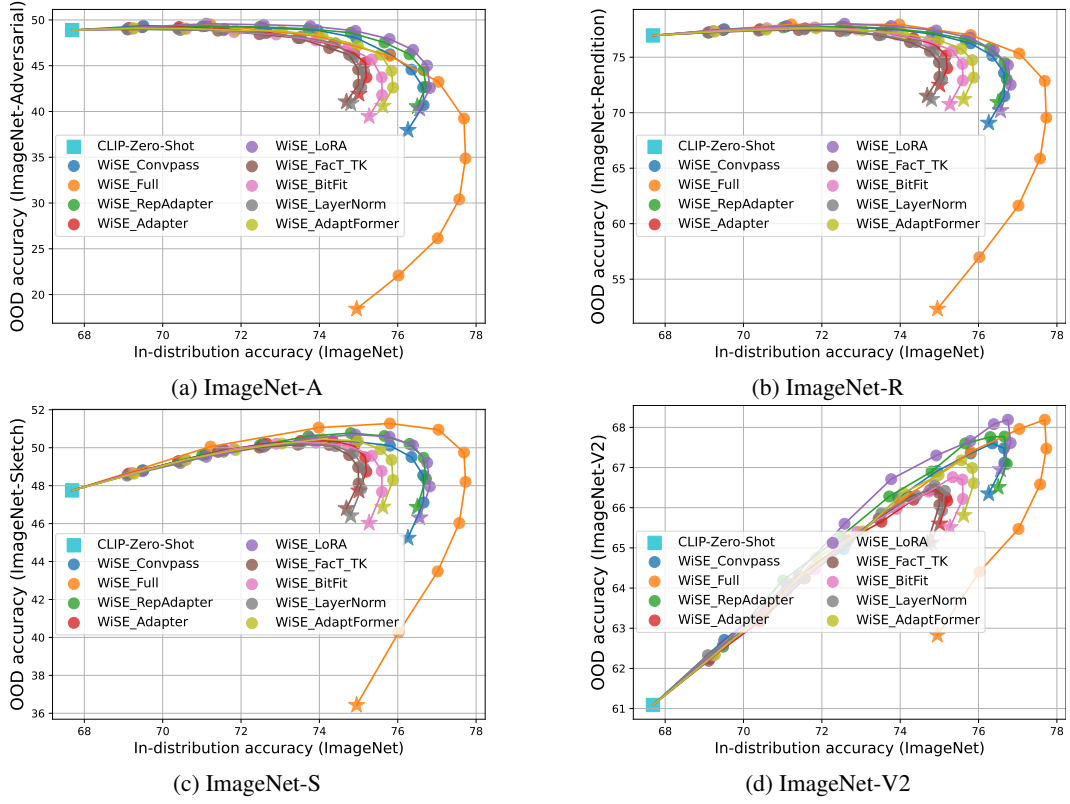 OOD accuracy (ImageNet-Adversarial)
50
45
40
35
30
25
20
CLIP-Zero-Shot
WiSE_Convpass
WiSE_Full
WiSE_RepAdapter
WiSE_Adapter
WiSE_LoRA
WiSE_FacT_TK
WiSE_BitFit
WiSE_LayerNorm
WiSE_AdaptFormer
68 70 72 74 76 78
In-distribution accuracy (ImageNet)
(a) ImageNet-A
OOD accuracy (ImageNet-Rendition)
75
70
65
60
55
CLIP-Zero-Shot
WiSE_Convpass
WiSE_Full
WiSE_RepAdapter
WiSE_Adapter
WiSE_LoRA
WiSE_FacT_TK
WiSE_BitFit
WiSE_LayerNorm
WiSE_AdaptFormer
68 70 72 74 76 78
In-distribution accuracy (ImageNet)
(b) ImageNet-R
OOD accuracy (ImageNet-Sketch)
52
50
48
46
44
42
40
38
36
CLIP-Zero-Shot
WiSE_Convpass
WiSE_Full
WiSE_RepAdapter
WiSE_Adapter
WiSE_LoRA
WiSE_FacT_TK
WiSE_BitFit
WiSE_LayerNorm
WiSE_AdaptFormer
68 70 72 74 76 78
In-distribution accuracy (ImageNet)
(c) ImageNet-S
OOD accuracy (ImageNet-V2)
68
67
66
65
64
63
62
61
CLIP-Zero-Shot
WiSE_Convpass
WiSE_Full
WiSE_RepAdapter
WiSE_Adapter
WiSE_LoRA
WiSE_FacT_TK
WiSE_BitFit
WiSE_LayerNorm
WiSE_AdaptFormer
68 70 72 74 76 78
In-distribution accuracy (ImageNet)
(d) ImageNet-V2